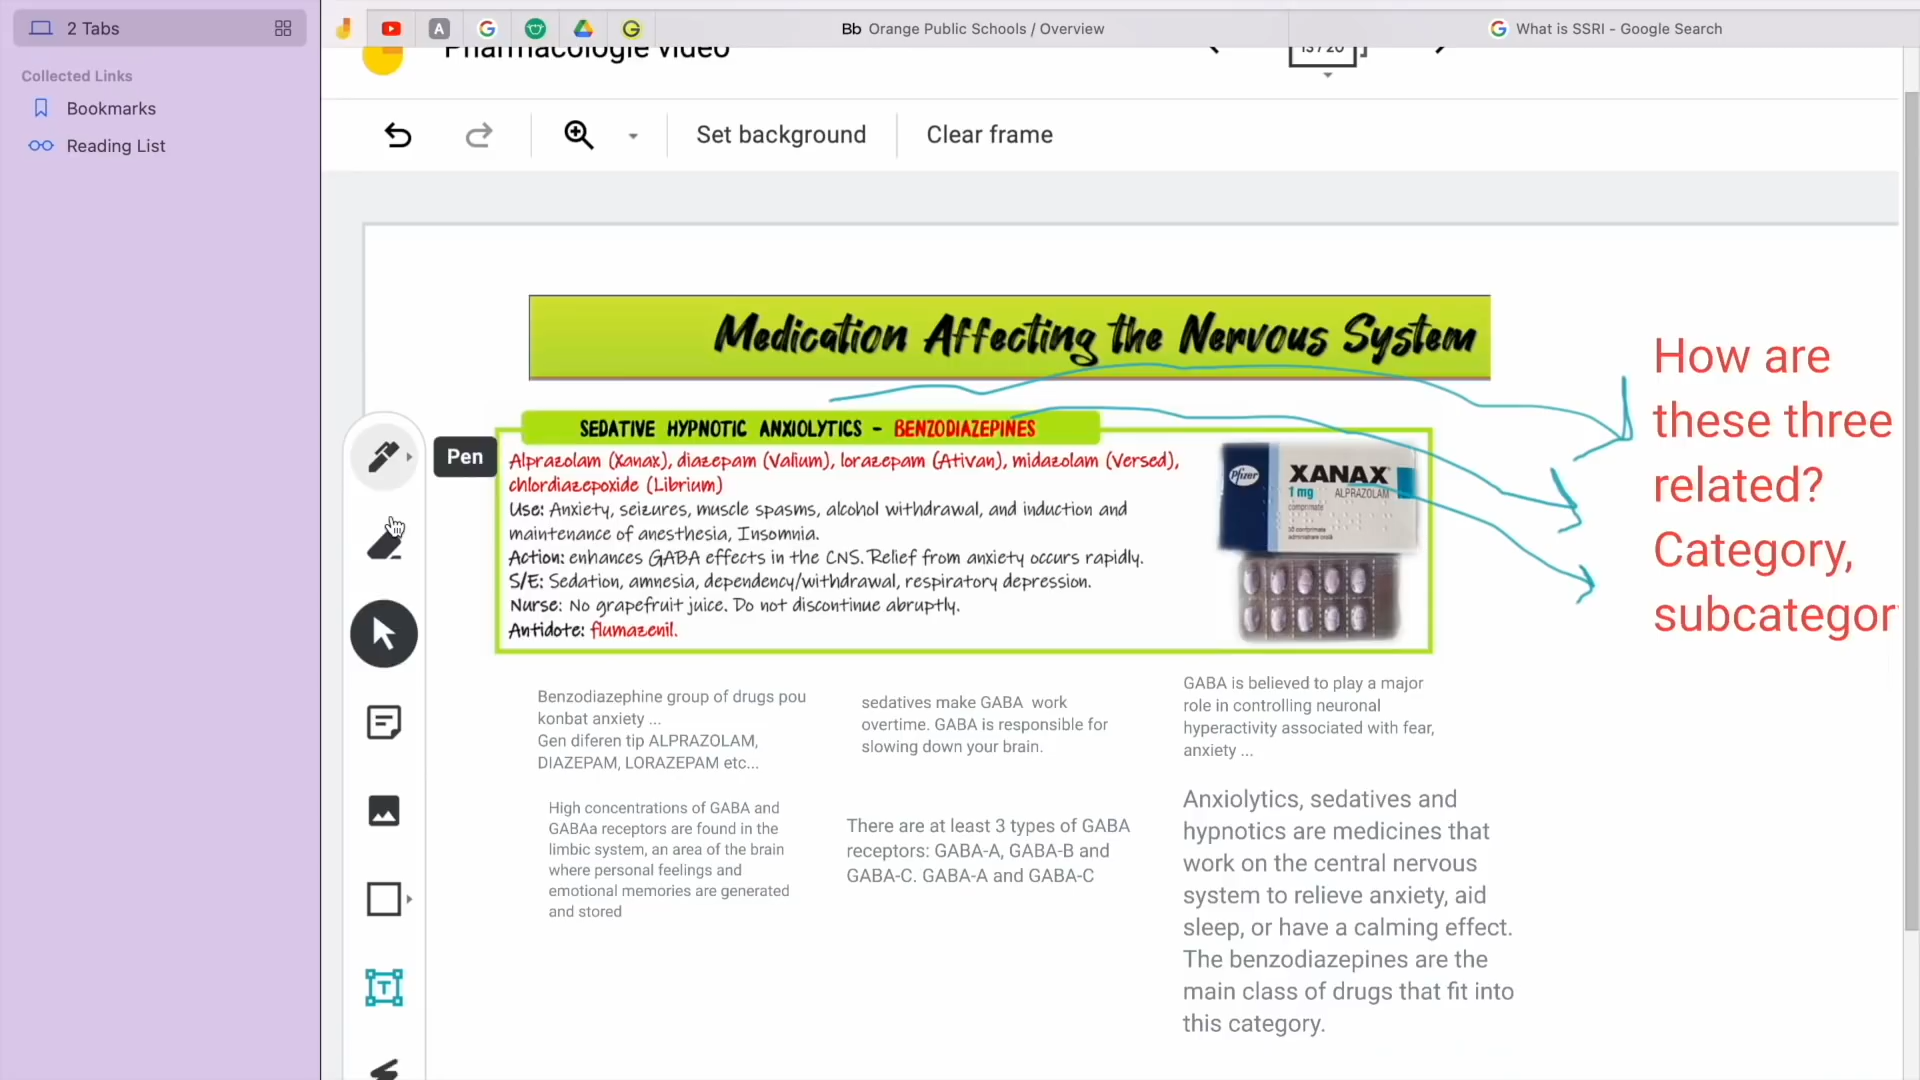 2 Tabs
Collected Links
Bookmarks
Reading List
Bb Orange Public Schools / Overview
What is SSRI - Google Search
Pharmacologie video
13 / 20
Set background
Clear frame
Pen
Medication Affecting the Nervous System
SEDATIVE HYPNOTIC ANXIOLYTICS - BENZODIAZEPINES
Alprazolam (Xanax), diazepam (Valium), lorazepam (Ativan), midazolam (Versed),
chlordiazepoxide (Librium)
Use: Anxiety, seizures, muscle spasms, alcohol withdrawal, and induction and
maintenance of anesthesia, Insomnia.
Action: enhances GABA effects in the CNS. Relief from anxiety occurs rapidly.
S/E: Sedation, amnesia, dependency/withdrawal, respiratory depression.
Nurse: No grapefruit juice. Do not discontinue abruptly.
Antidote: flumazenil.
Pfizer
XANAX
1 mg ALPRAZOLAM
comprimate
30 comprimate
administrare orală
How are
these three
related?
Category,
subcategor
Benzodiazephine group of drugs pou
konbat anxiety ...
Gen diferen tip ALPRAZOLAM,
DIAZEPAM, LORAZEPAM etc...
sedatives make GABA work
overtime. GABA is responsible for
slowing down your brain.
GABA is believed to play a major
role in controlling neuronal
hyperactivity associated with fear,
anxiety ...
High concentrations of GABA and
GABAa receptors are found in the
limbic system, an area of the brain
where personal feelings and
emotional memories are generated
and stored
There are at least 3 types of GABA
receptors: GABA-A, GABA-B and
GABA-C. GABA-A and GABA-C
Anxiolytics, sedatives and
hypnotics are medicines that
work on the central nervous
system to relieve anxiety, aid
sleep, or have a calming effect.
The benzodiazepines are the
main class of drugs that fit into
this category.